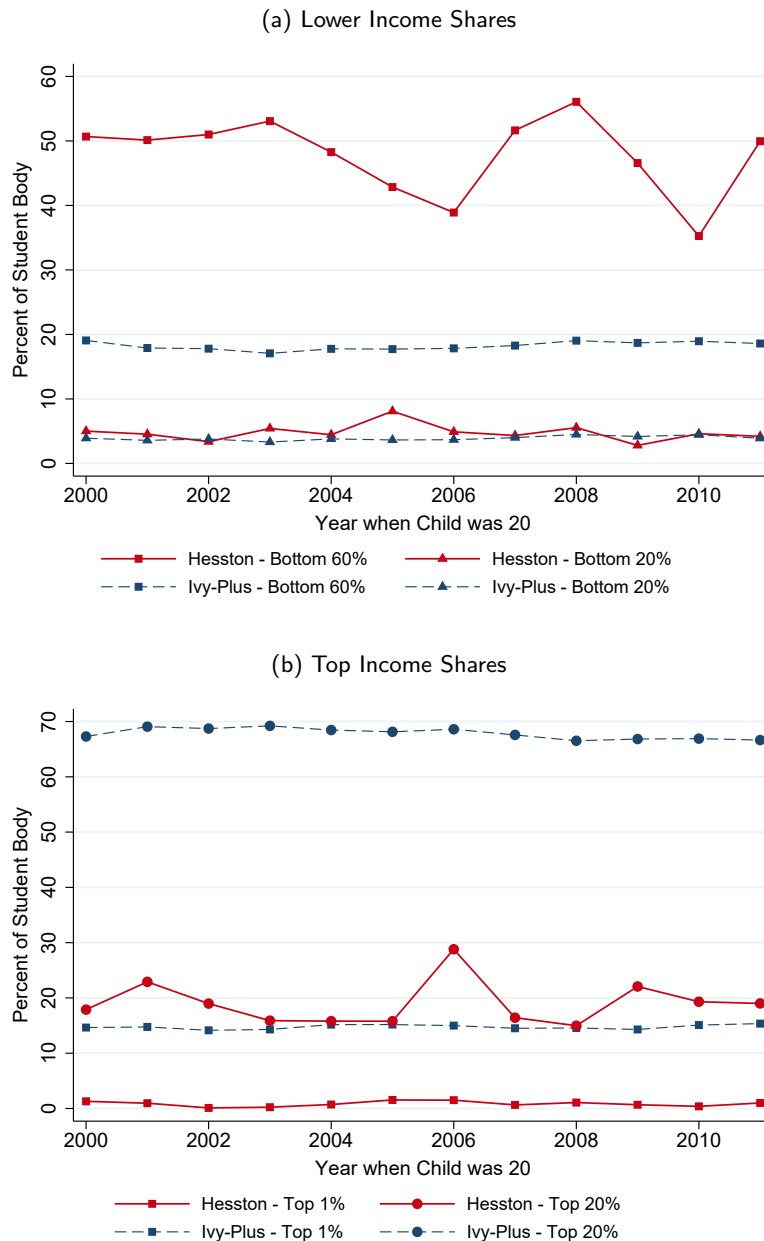 (a) Lower Income Shares
60
50
40
30
20
10
0
Percent of Student Body
2000 2002 2004 2006 2008 2010
Year when Child was 20
Hesston - Bottom 60% Hesston - Bottom 20%
Ivy-Plus - Bottom 60% Ivy-Plus - Bottom 20%
(b) Top Income Shares
70
60
50
40
30
20
10
0
Percent of Student Body
2000 2002 2004 2006 2008 2010
Year when Child was 20
Hesston - Top 1% Hesston - Top 20%
Ivy-Plus - Top 1% Ivy-Plus - Top 20%